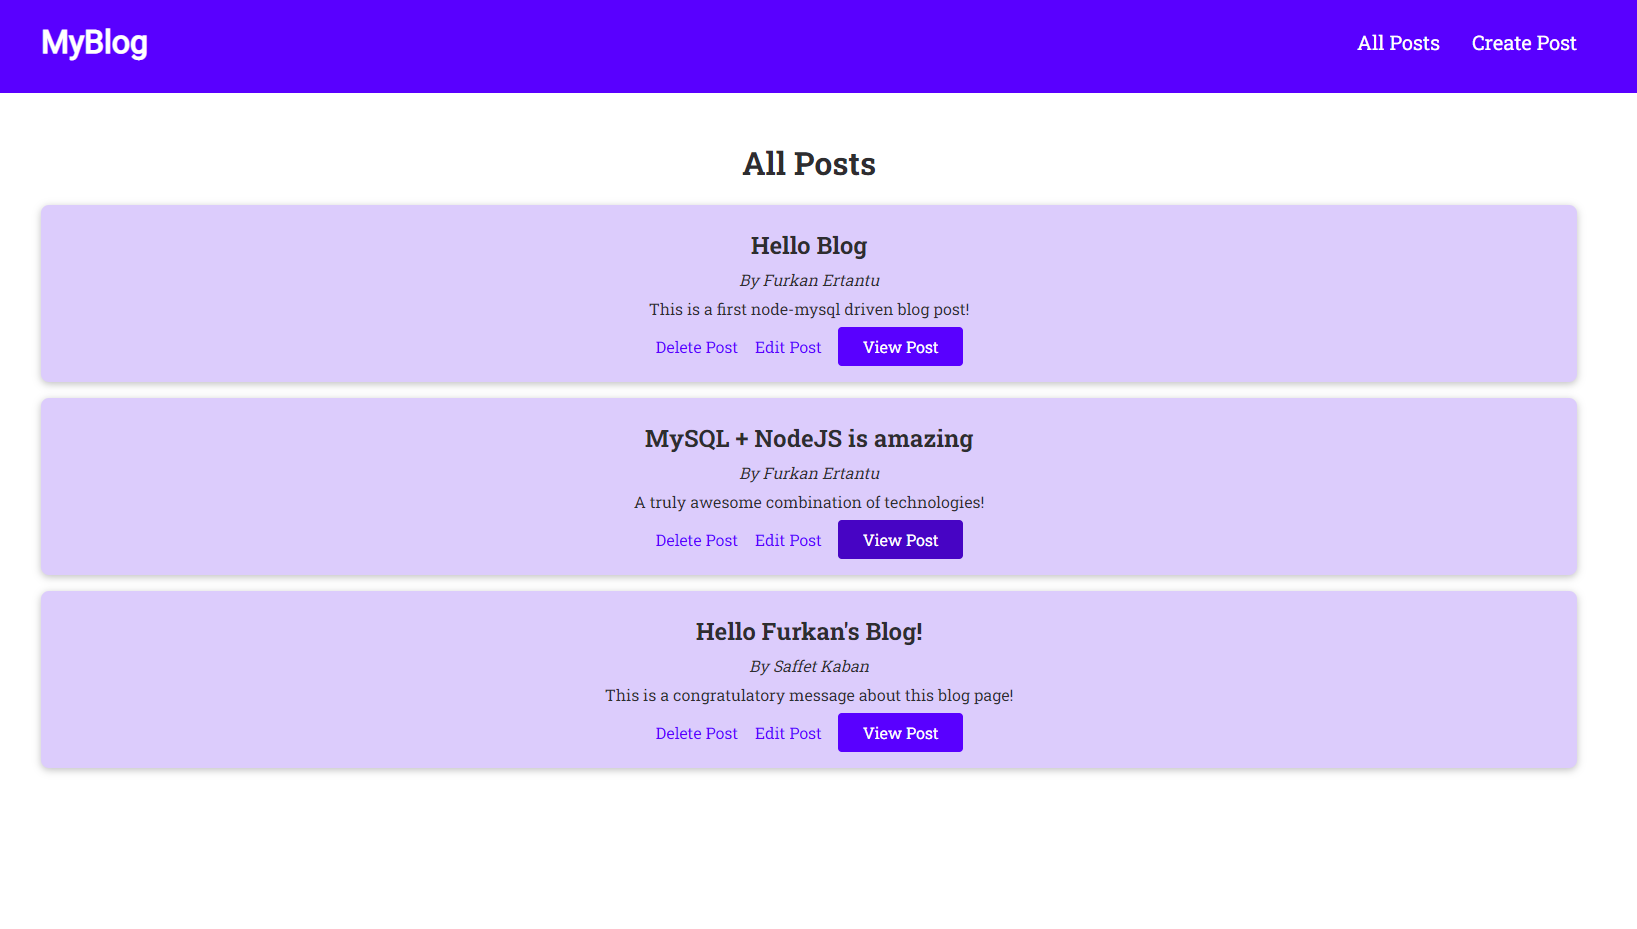 MyBlog
All Posts Create Post
All Posts
Hello Blog
By Furkan Ertantu
This is a first node-mysql driven blog post!
Delete Post Edit Post View Post
MySQL + NodeJS is amazing
By Furkan Ertantu
A truly awesome combination of technologies!
Delete Post Edit Post View Post
Hello Furkan's Blog!
By Saffet Kaban
This is a congratulatory message about this blog page!
Delete Post Edit Post View Post